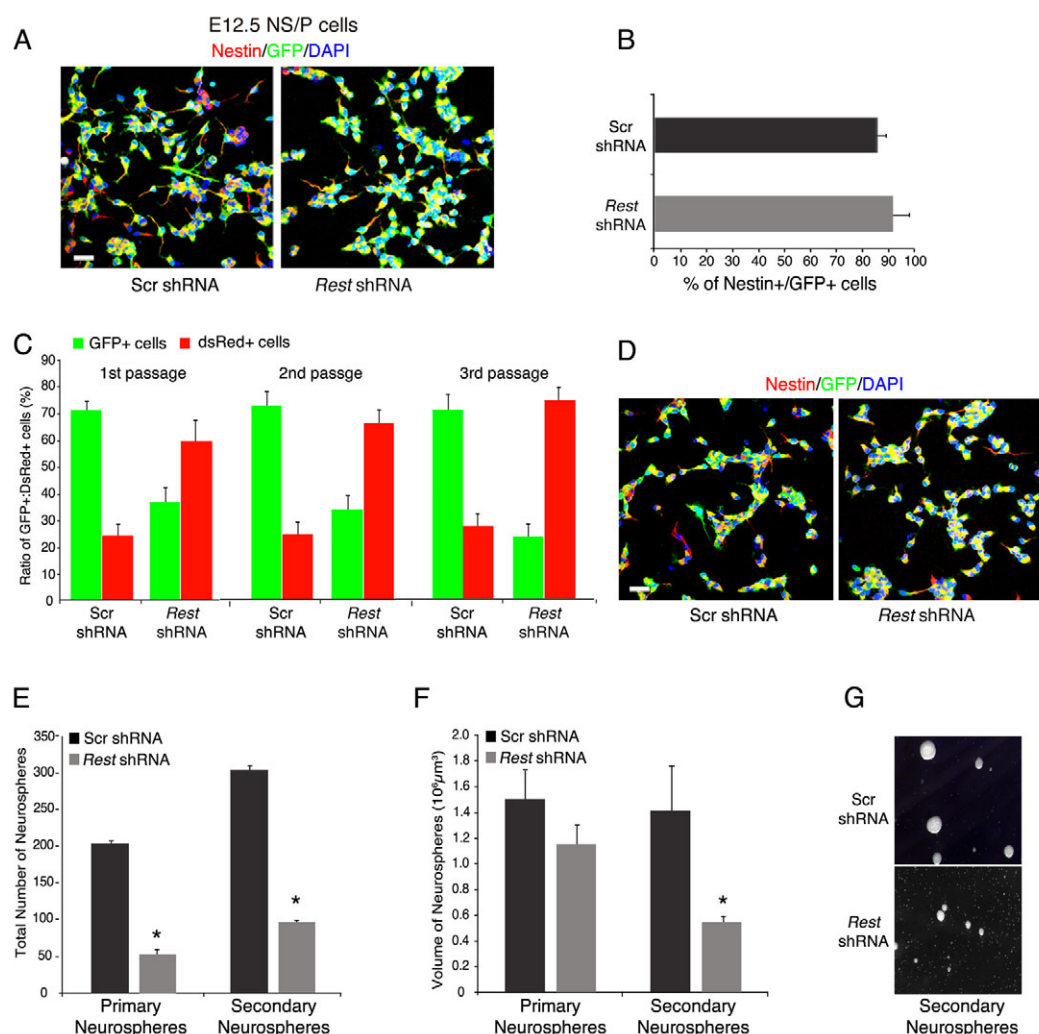 A
E12.5 NS/P cells
Nestin/GFP/DAPI
Scr shRNA
Rest shRNA
B
Scr
shRNA
Rest
shRNA
0 10 20 30 40 50 60 70 80 90 100
% of Nestin+/GFP+ cells
C
GFP+ cells
dsRed+ cells
1st passage
2nd passge
3rd passage
Ratio of GFP+:DsRed+ cells (%)
90
80
70
60
50
40
30
20
10
0
Scr
shRNA
Rest
shRNA
Scr
shRNA
Rest
shRNA
Scr
shRNA
Rest
shRNA
D
Nestin/GFP/DAPI
Scr shRNA
Rest shRNA
E
Scr shRNA
Rest shRNA
Total Number of Neurospheres
350
300
250
200
150
100
50
0
*
*
Primary
Neurospheres
Secondary
Neurospheres
F
Scr shRNA
Rest shRNA
Volume of Neurospheres (10⁶µm³)
2.0
1.8
1.6
1.4
1.2
1.0
0.8
0.6
0.4
0.2
0
*
Primary
Neurospheres
Secondary
Neurospheres
G
Scr
shRNA
Rest
shRNA
Secondary
Neurospheres